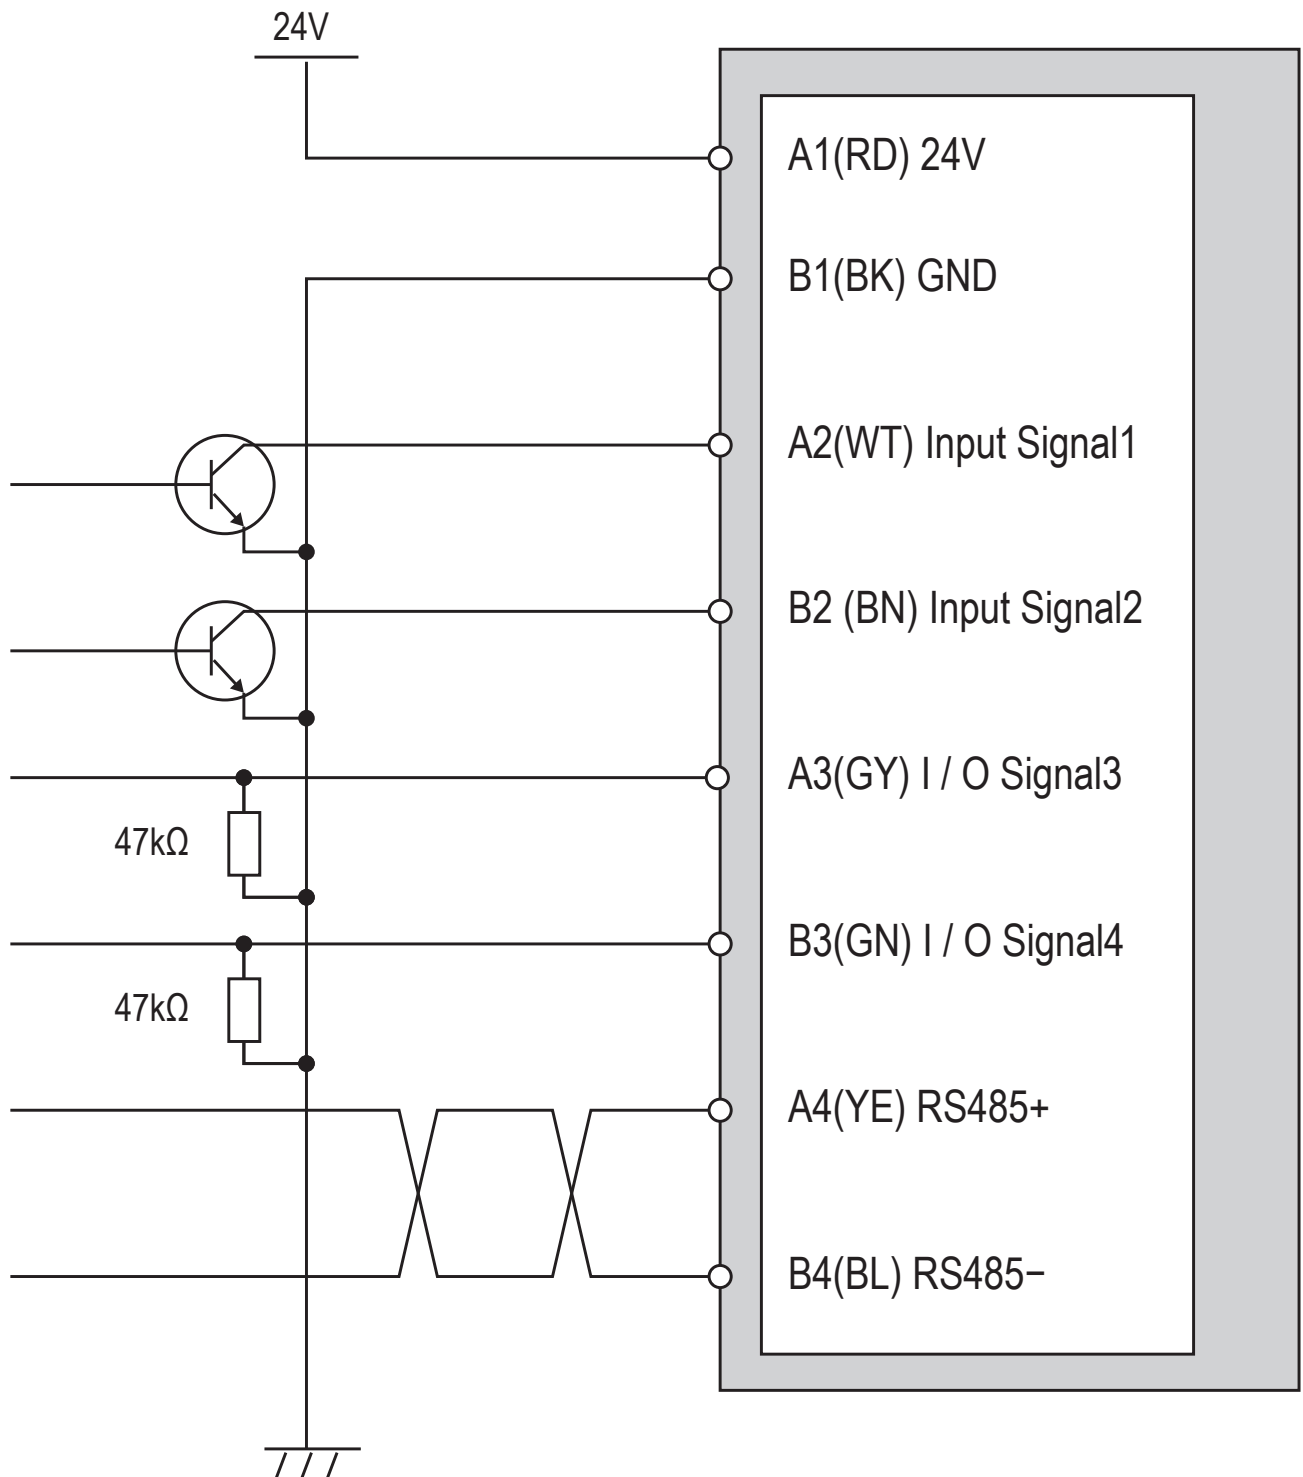 24V
A1(RD) 24V
B1(BK) GND
A2(WT) Input Signal1
B2 (BN) Input Signal2
A3(GY) I / O Signal3
47kΩ
B3(GN) I / O Signal4
47kΩ
A4(YE) RS485+
B4(BL) RS485−